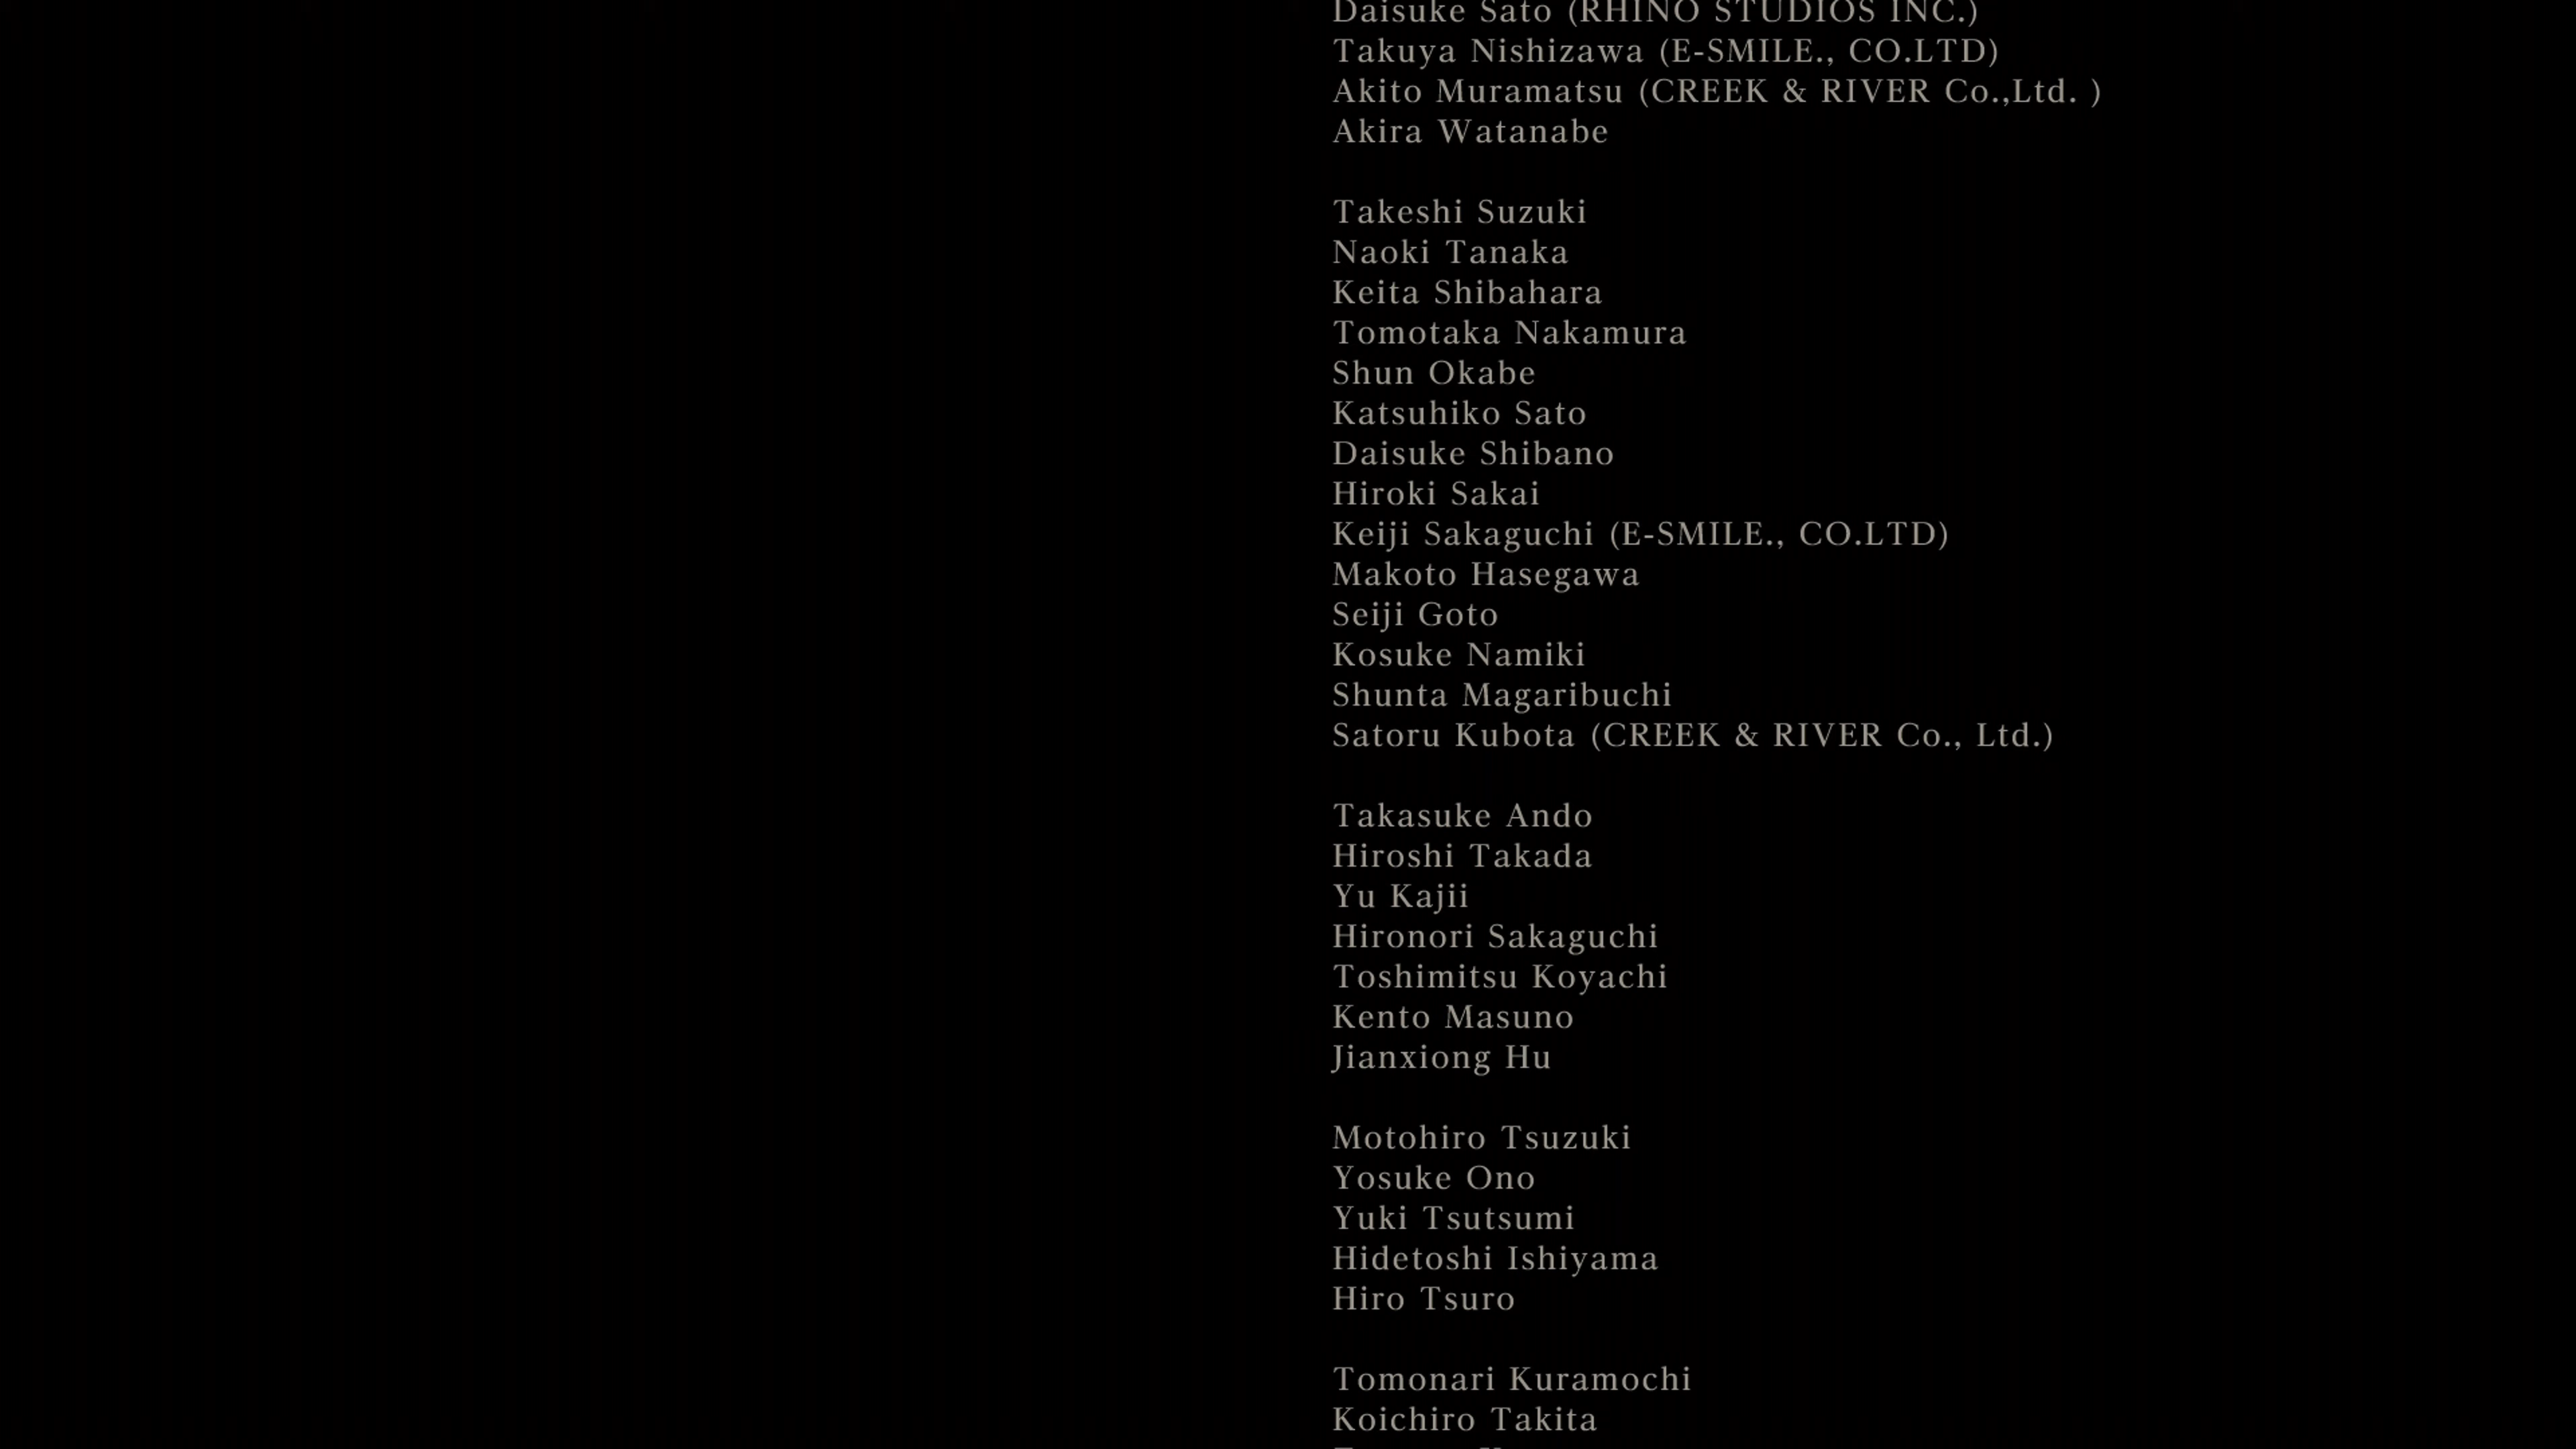 Daisuke Sato (RHINO STUDIOS INC.)
Takuya Nishizawa (E-SMILE., CO.LTD)
Akito Muramatsu (CREEK & RIVER Co.,Ltd. )
Akira Watanabe
Takeshi Suzuki
Naoki Tanaka
Keita Shibahara
Tomotaka Nakamura
Shun Okabe
Katsuhiko Sato
Daisuke Shibano
Hiroki Sakai
Keiji Sakaguchi (E-SMILE., CO.LTD)
Makoto Hasegawa
Seiji Goto
Kosuke Namiki
Shunta Magaribuchi
Satoru Kubota (CREEK & RIVER Co., Ltd.)
Takasuke Ando
Hiroshi Takada
Yu Kajii
Hironori Sakaguchi
Toshimitsu Koyachi
Kento Masuno
Jianxiong Hu
Motohiro Tsuzuki
Yosuke Ono
Yuki Tsutsumi
Hidetoshi Ishiyama
Hiro Tsuro
Tomonari Kuramochi
Koichiro Takita